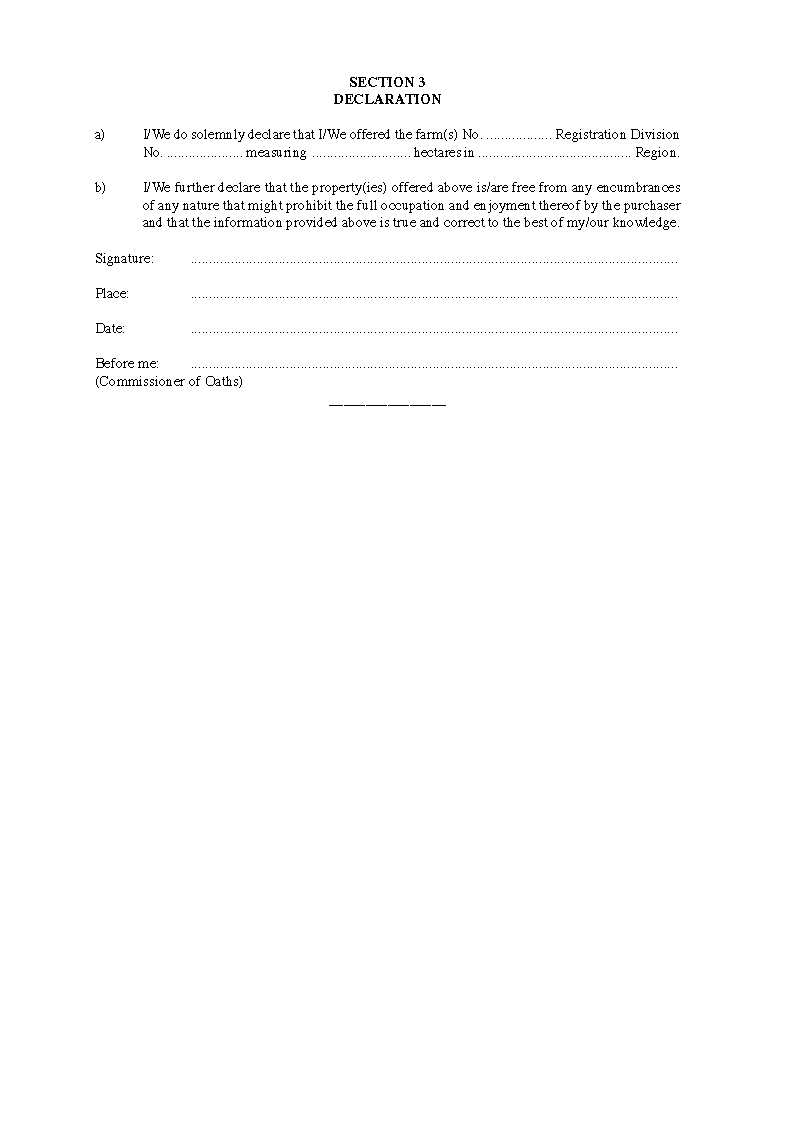 SECTION 3
DECLARATION
a) I/We do solemnly declare that I/We offered the farm(s) No. .................. Registration Division
No. ..................... measuring ........................... hectares in .......................................... Region.
b) I/We further declare that the property(ies) offered above is/are free from any encumbrances
of any nature that might prohibit the full occupation and enjoyment thereof by the purchaser
and that the information provided above is true and correct to the best of my/our knowledge.
Signature: .....................................................................................................................................
Place: .....................................................................................................................................
Date: .....................................................................................................................................
Before me: .....................................................................................................................................
(Commissioner of Oaths)
________________